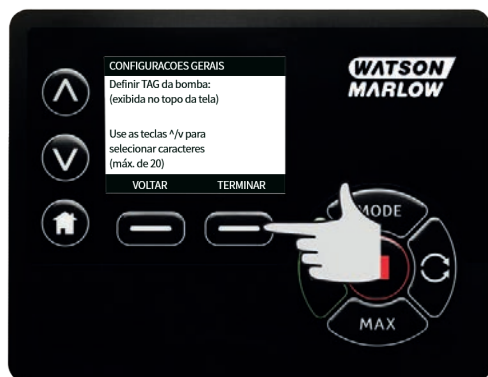 CONFIGURACOES GERAIS
Definir TAG da bomba:
(exibida no topo da tela)
Use as teclas ^/v para
selecionar caracteres
(máx. de 20)
VOLTAR TERMINAR
WATSON
MARLOW
MODE
MAX